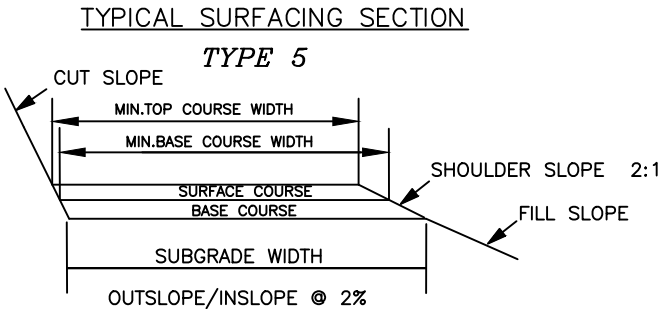 TYPICAL SURFACING SECTION
TYPE 5
CUT SLOPE
MIN.TOP COURSE WIDTH
MIN.BASE COURSE WIDTH
SHOULDER SLOPE 2:1
SURFACE COURSE
BASE COURSE
FILL SLOPE
SUBGRADE WIDTH
OUTSLOPE/INSLOPE @ 2%